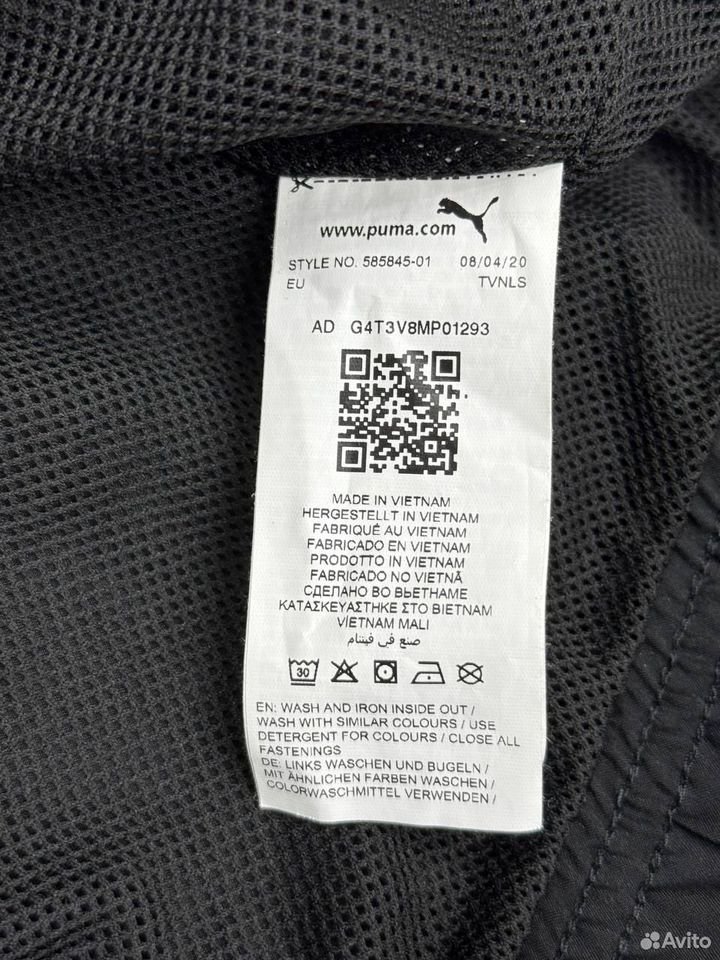 www.puma.com
STYLE NO. 585845-01 08/04/20
EU TVNLS
AD G4T3V8MP01293
MADE IN VIETNAM
HERGESTELLT IN VIETNAM
FABRIQUÉ AU VIETNAM
FABRICADO EN VIETNAM
PRODOTTO IN VIETNAM
FABRICADO NO VIETNÃ
СДЕЛАНО ВО ВЬЕТНАМЕ
ΚΑΤΑΣΚΕΥΑΣΤΗΚΕ ΣΤΟ ΒΙΕΤΝΑΜ
VİETNAM MALI
صنع في فيتنام
30
EN: WASH AND IRON INSIDE OUT /
WASH WITH SIMILAR COLOURS / USE
DETERGENT FOR COLOURS / CLOSE ALL
FASTENINGS
DE: LINKS WASCHEN UND BUGELN /
MIT ÄHNLICHEN FARBEN WASCHEN /
COLORWASCHMITTEL VERWENDEN /
Avito